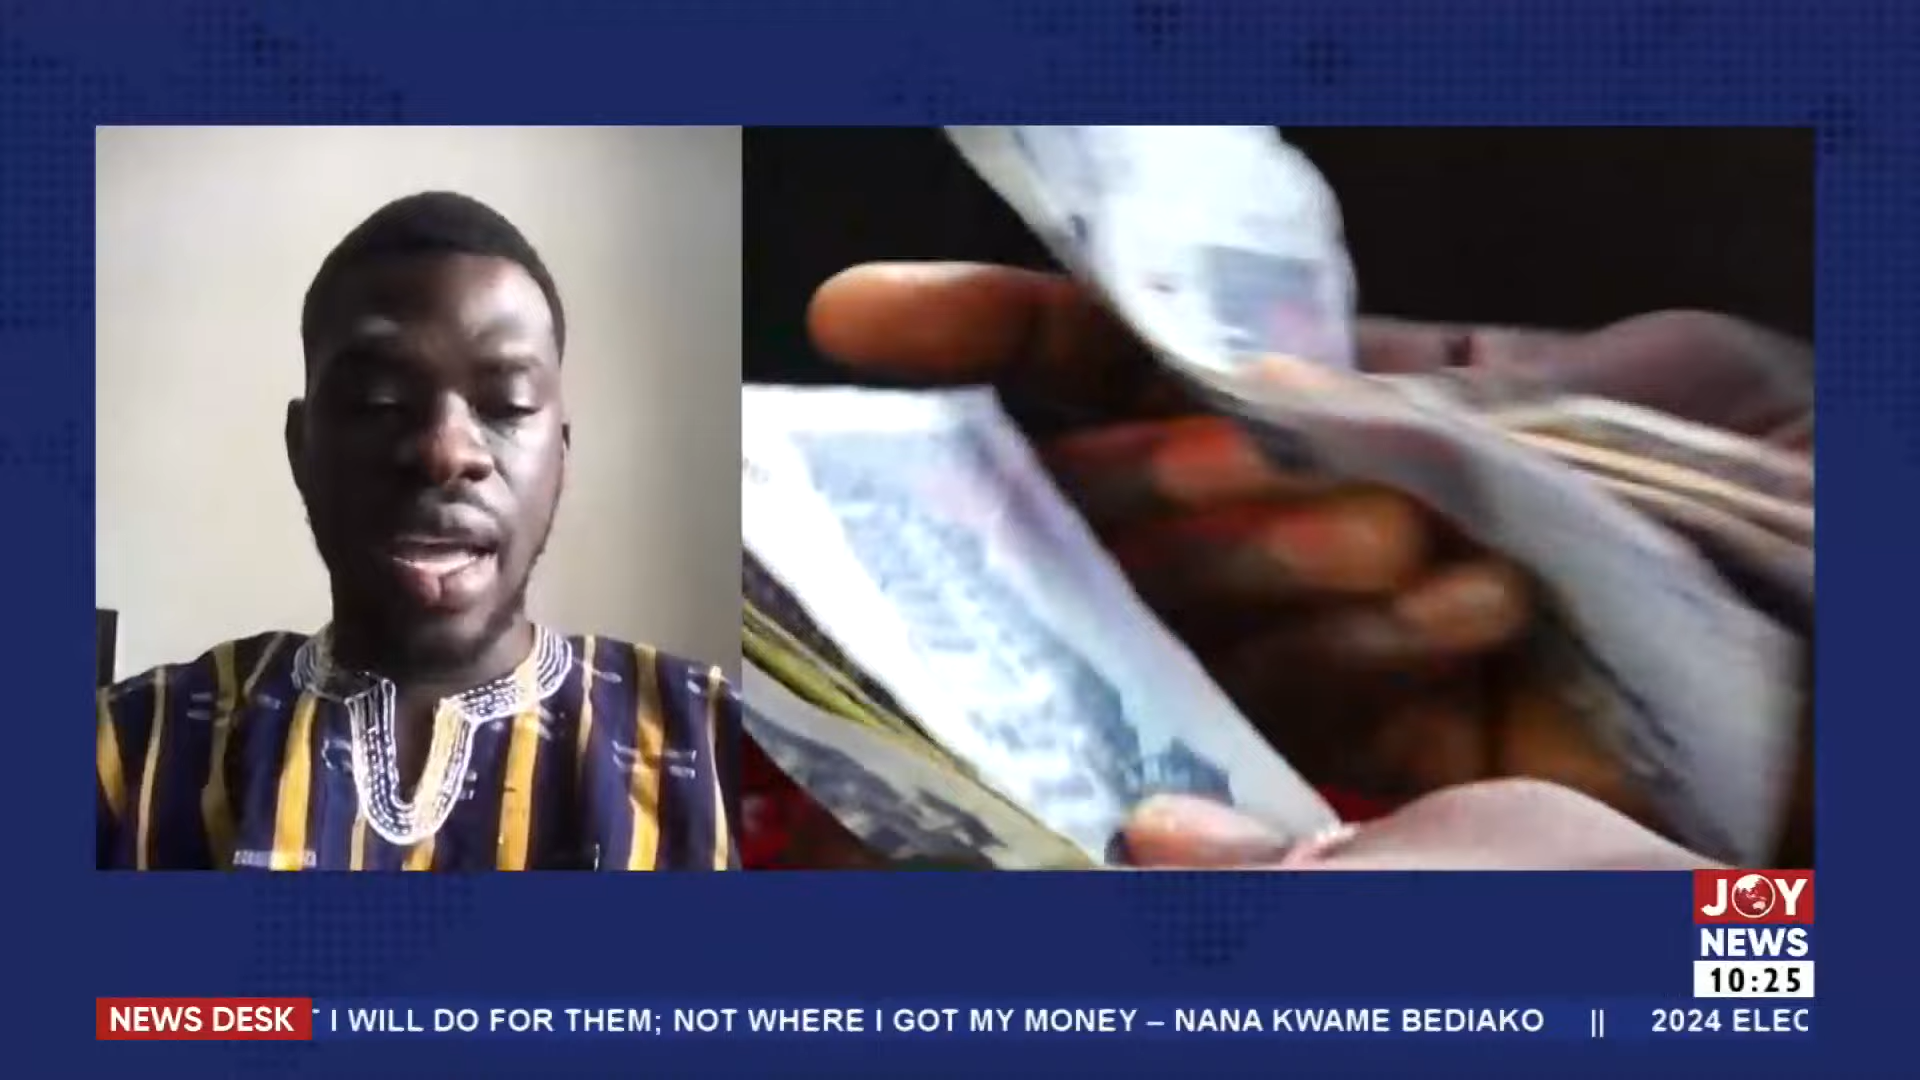 JOY
NEWS
10:25
NEWS DESK
I WILL DO FOR THEM; NOT WHERE I GOT MY MONEY – NANA KWAME BEDIAKO || 2024 ELEC